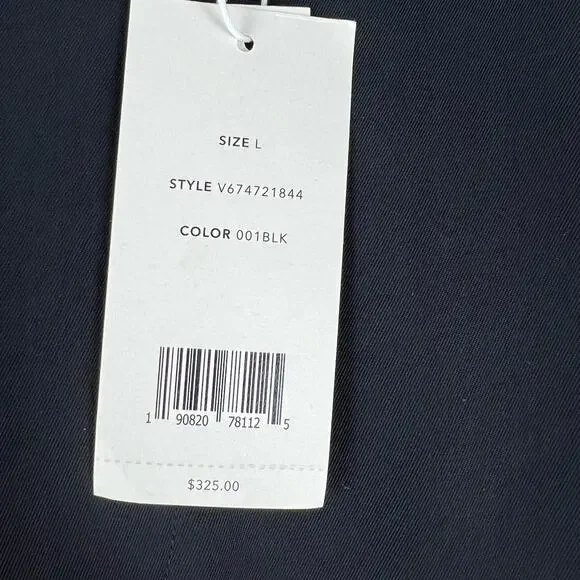 SIZE L
STYLE V674721844
COLOR 001BLK
1 90820 78112 5
$325.00